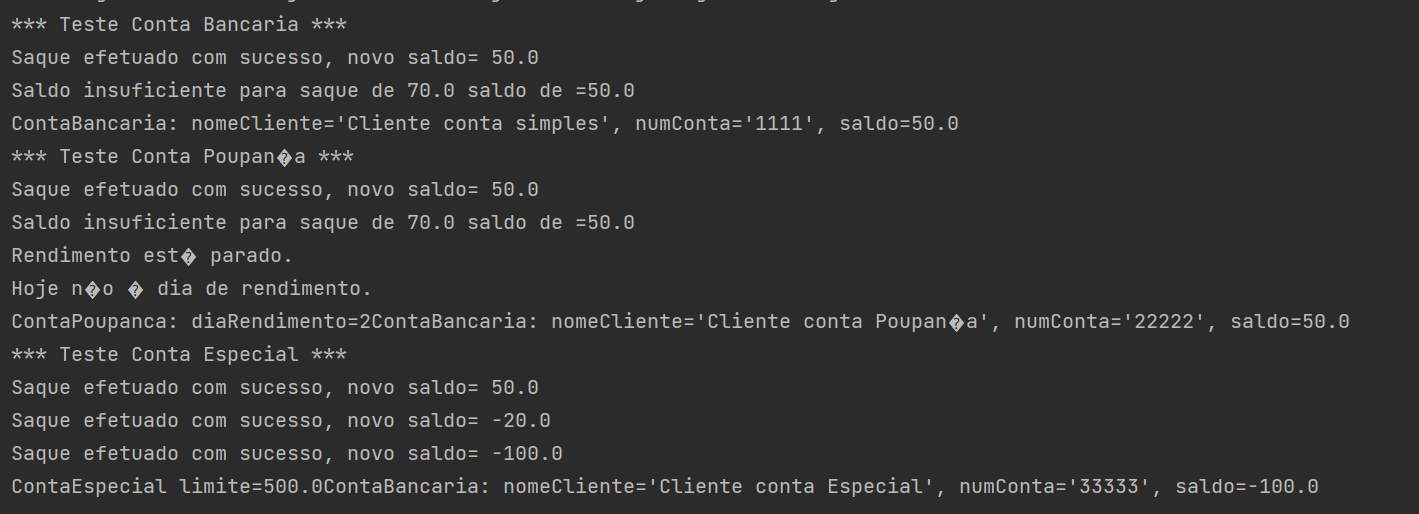 *** Teste Conta Bancaria ***
Saque efetuado com sucesso, novo saldo= 50.0
Saldo insuficiente para saque de 70.0 saldo de =50.0
ContaBancaria: nomeCliente='Cliente conta simples', numConta='1111', saldo=50.0
*** Teste Conta Poupan�a ***
Saque efetuado com sucesso, novo saldo= 50.0
Saldo insuficiente para saque de 70.0 saldo de =50.0
Rendimento est� parado.
Hoje n�o � dia de rendimento.
ContaPoupanca: diaRendimento=2ContaBancaria: nomeCliente='Cliente conta Poupan�a', numConta='22222', saldo=50.0
*** Teste Conta Especial ***
Saque efetuado com sucesso, novo saldo= 50.0
Saque efetuado com sucesso, novo saldo= -20.0
Saque efetuado com sucesso, novo saldo= -100.0
ContaEspecial limite=500.0ContaBancaria: nomeCliente='Cliente conta Especial', numConta='33333', saldo=-100.0